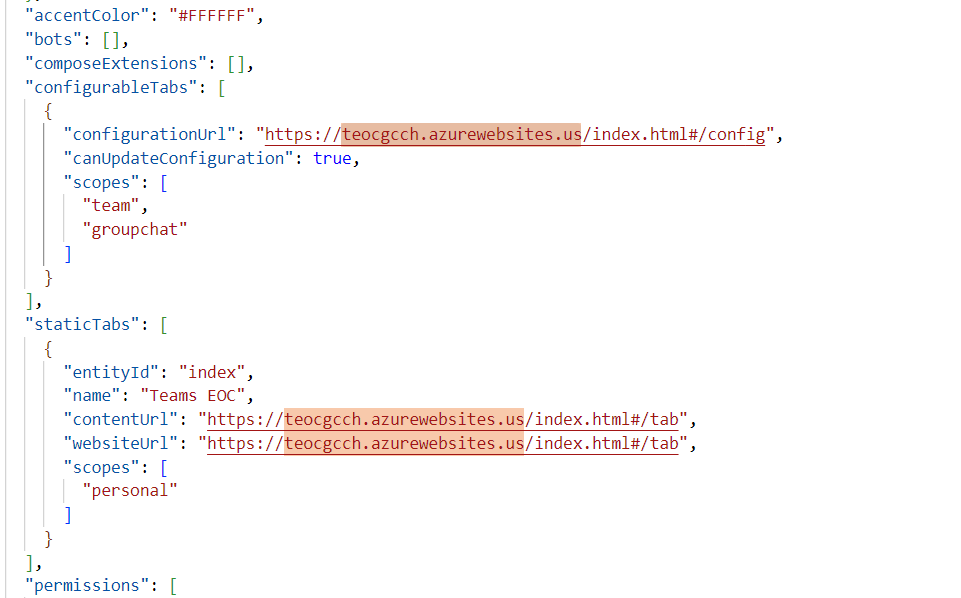 "accentColor": "#FFFFFF",
"bots": [],
"composeExtensions": [],
"configurableTabs": [
{
"configurationUrl": "https://teocgcch.azurewebsites.us/index.html#/config",
"canUpdateConfiguration": true,
"scopes": [
"team",
"groupchat"
]
}
],
"staticTabs": [
{
"entityId": "index",
"name": "Teams EOC",
"contentUrl": "https://teocgcch.azurewebsites.us/index.html#/tab",
"websiteUrl": "https://teocgcch.azurewebsites.us/index.html#/tab",
"scopes": [
"personal"
]
}
],
"permissions": [